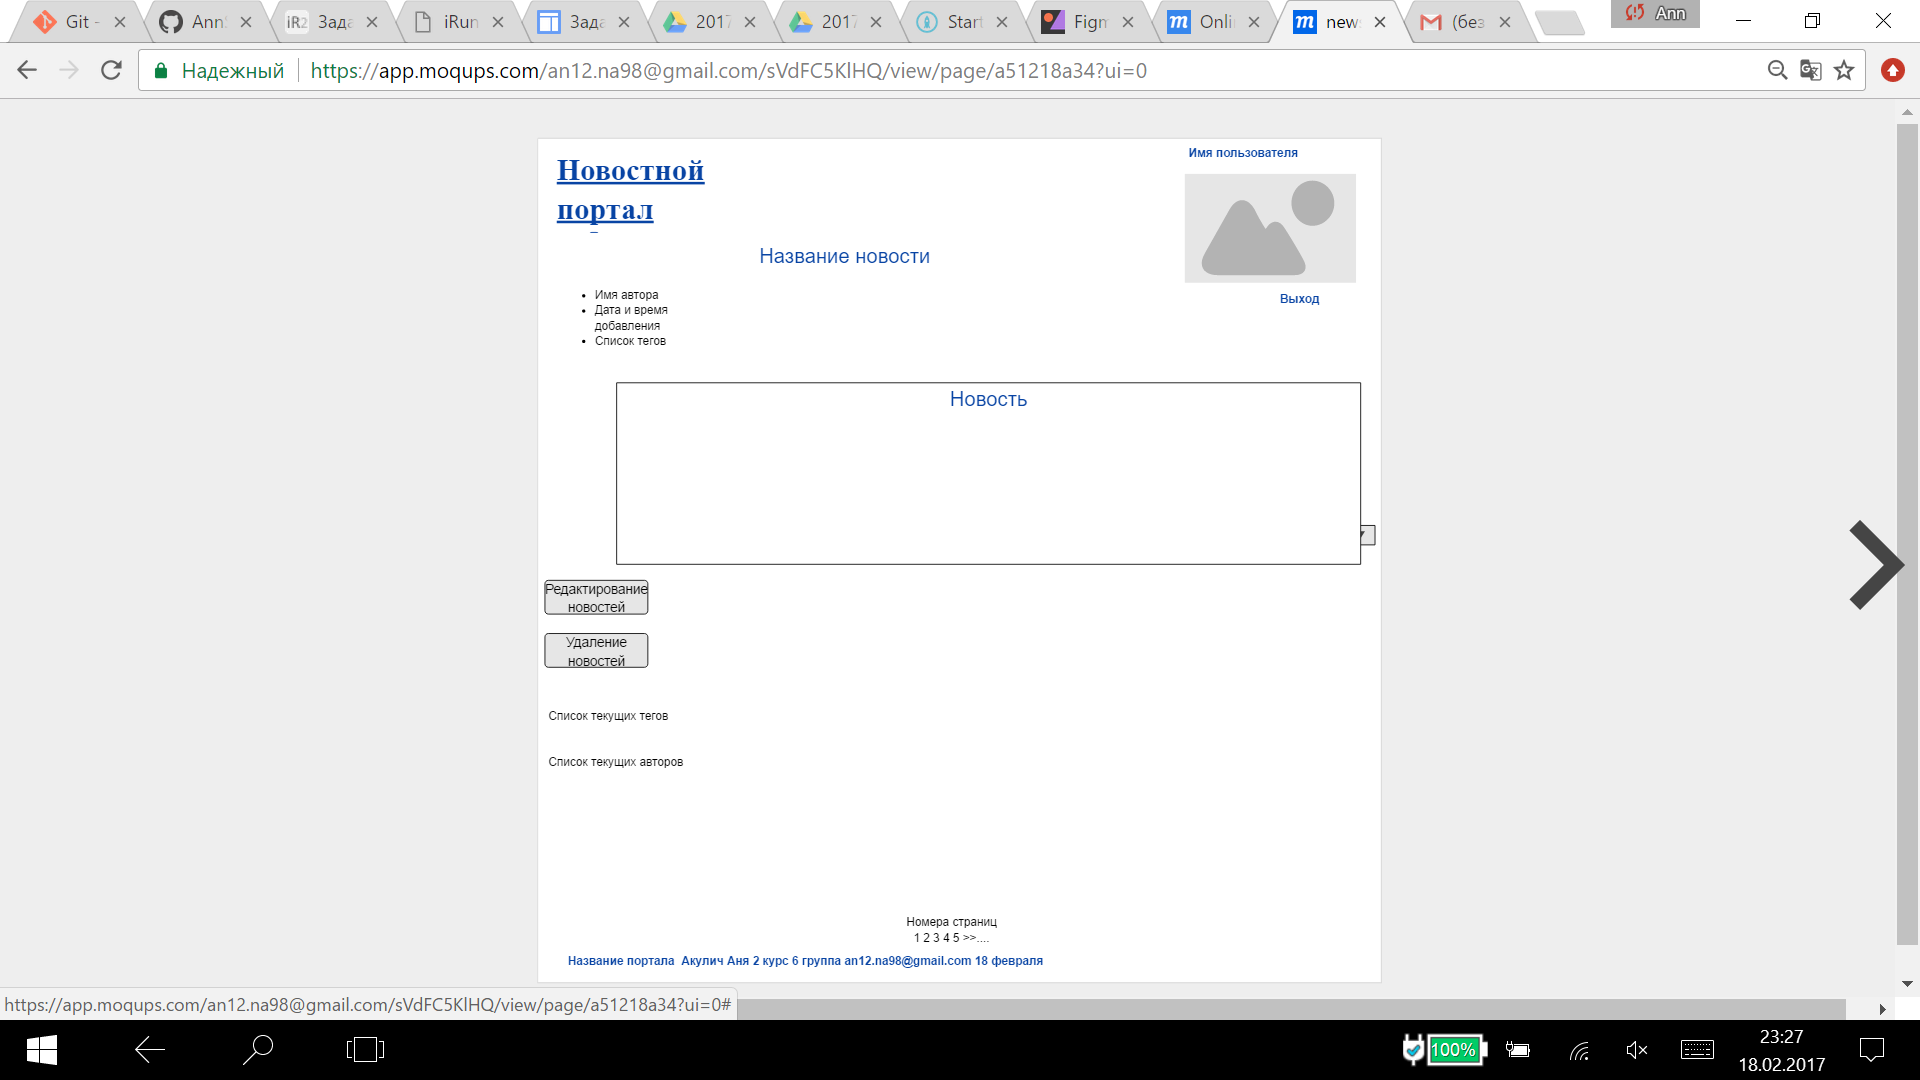 Git -
Ann
iR2 Зада
iRun
Зада
2017
2017
Start
Figm
m Onli
m new
(без
Ann
Надежный https://app.moqups.com/an12.na98@gmail.com/sVdFC5KlHQ/view/page/a51218a34?ui=0
Имя пользователя
Новостной
портал
Название новости
Имя автора
Выход
Дата и время
добавления
Список тегов
Новость
Редактирование
новостей
Удаление
новостей
Список текущих тегов
Список текущих авторов
Номера страниц
1 2 3 4 5 >>....
Название портала Акулич Аня 2 курс 6 группа an12.na98@gmail.com 18 февраля
https://app.moqups.com/an12.na98@gmail.com/sVdFC5KlHQ/view/page/a51218a34?ui=0#
100%
23:27
18.02.2017